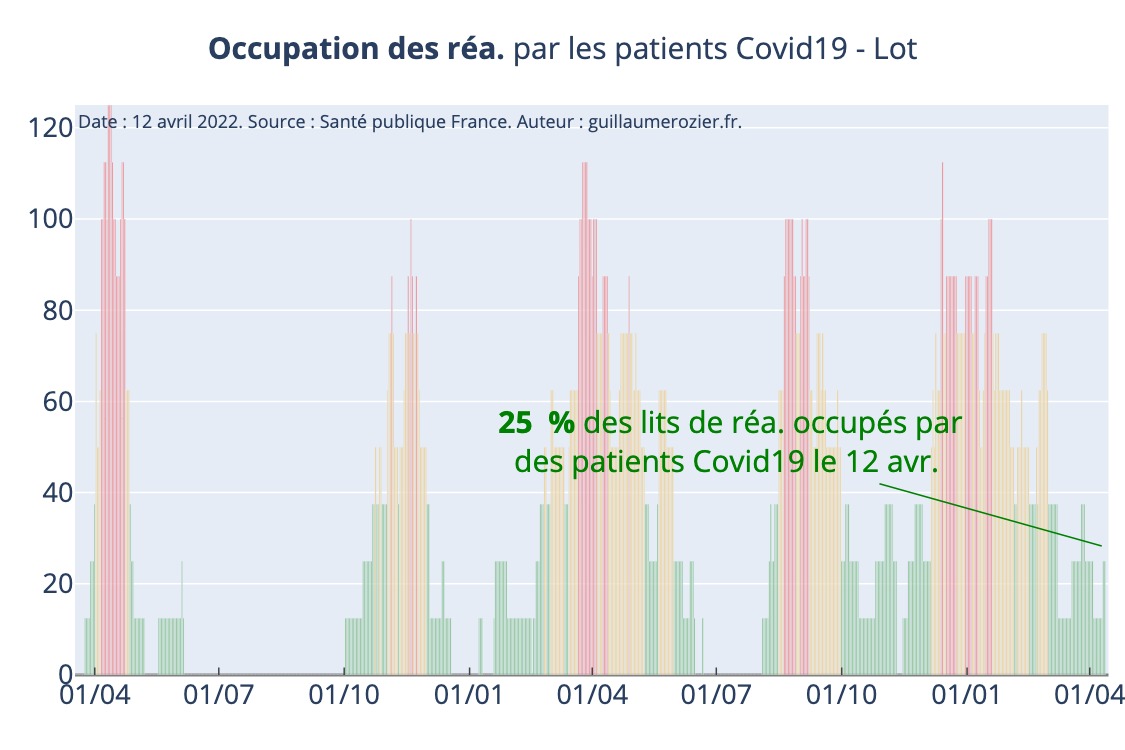 Occupation des réa. par les patients Covid19 - Lot
Date : 12 avril 2022. Source : Santé publique France. Auteur : guillaumerozier.fr.
120
100
80
60
40
20
0
25 % des lits de réa. occupés par
des patients Covid19 le 12 avr.
01/04 01/07 01/10 01/01 01/04 01/07 01/10 01/01 01/04